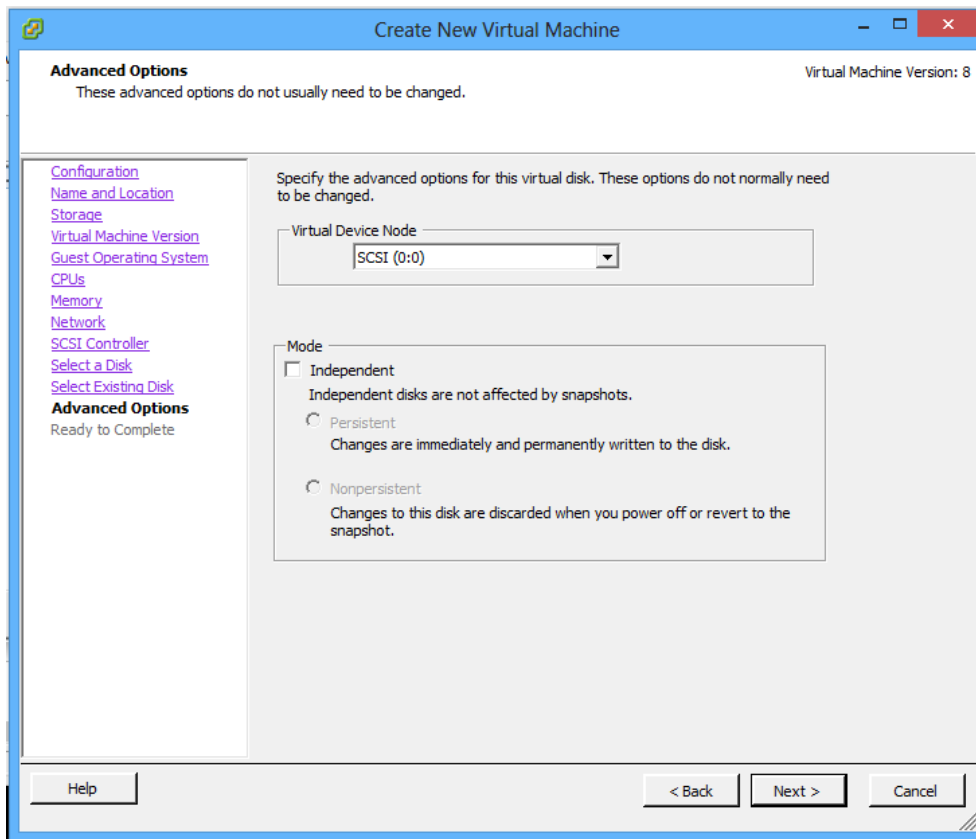 Create New Virtual Machine
Advanced Options
Virtual Machine Version: 8
These advanced options do not usually need to be changed.
Configuration
Name and Location
Storage
Virtual Machine Version
Guest Operating System
CPUs
Memory
Network
SCSI Controller
Select a Disk
Select Existing Disk
Advanced Options
Ready to Complete
Specify the advanced options for this virtual disk. These options do not normally need
to be changed.
Virtual Device Node
SCSI (0:0)
Mode
Independent
Independent disks are not affected by snapshots.
Persistent
Changes are immediately and permanently written to the disk.
Nonpersistent
Changes to this disk are discarded when you power off or revert to the
snapshot.
Help
< Back
Next >
Cancel